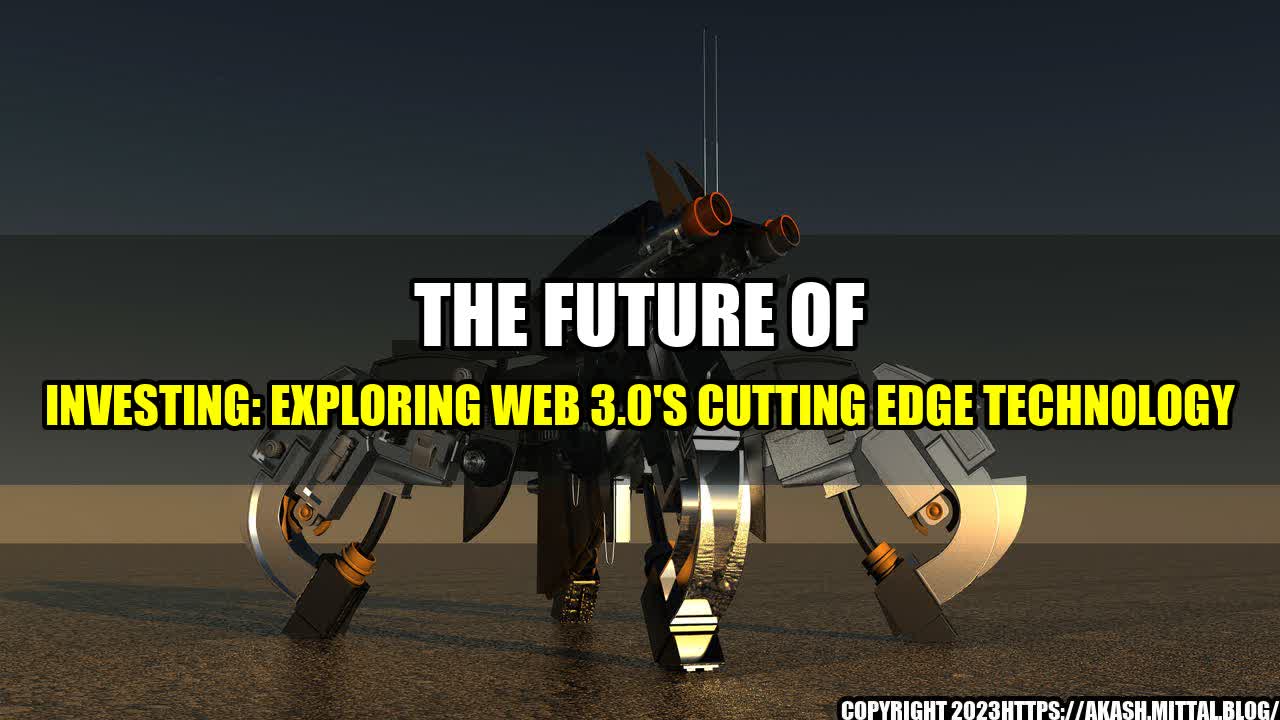 THE FUTURE OF
INVESTING: EXPLORING WEB 3.0'S CUTTING EDGE TECHNOLOGY
COPYRIGHT 2023HTTPS://AKASH.MITTAL.BLOG/